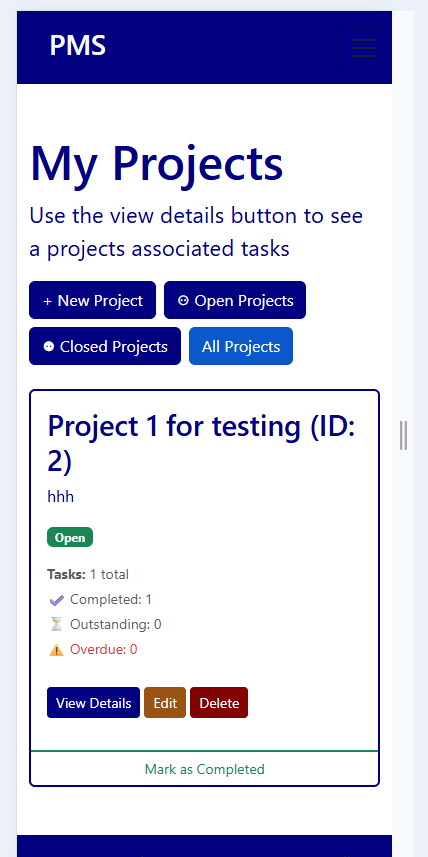 PMS
My Projects
Use the view details button to see
a projects associated tasks
+ New Project
⚇ Open Projects
⚉ Closed Projects
All Projects
Project 1 for testing (ID:
2)
hhh
Open
Tasks: 1 total
✔ Completed: 1
⏳ Outstanding: 0
⚠ Overdue: 0
View Details
Edit
Delete
Mark as Completed